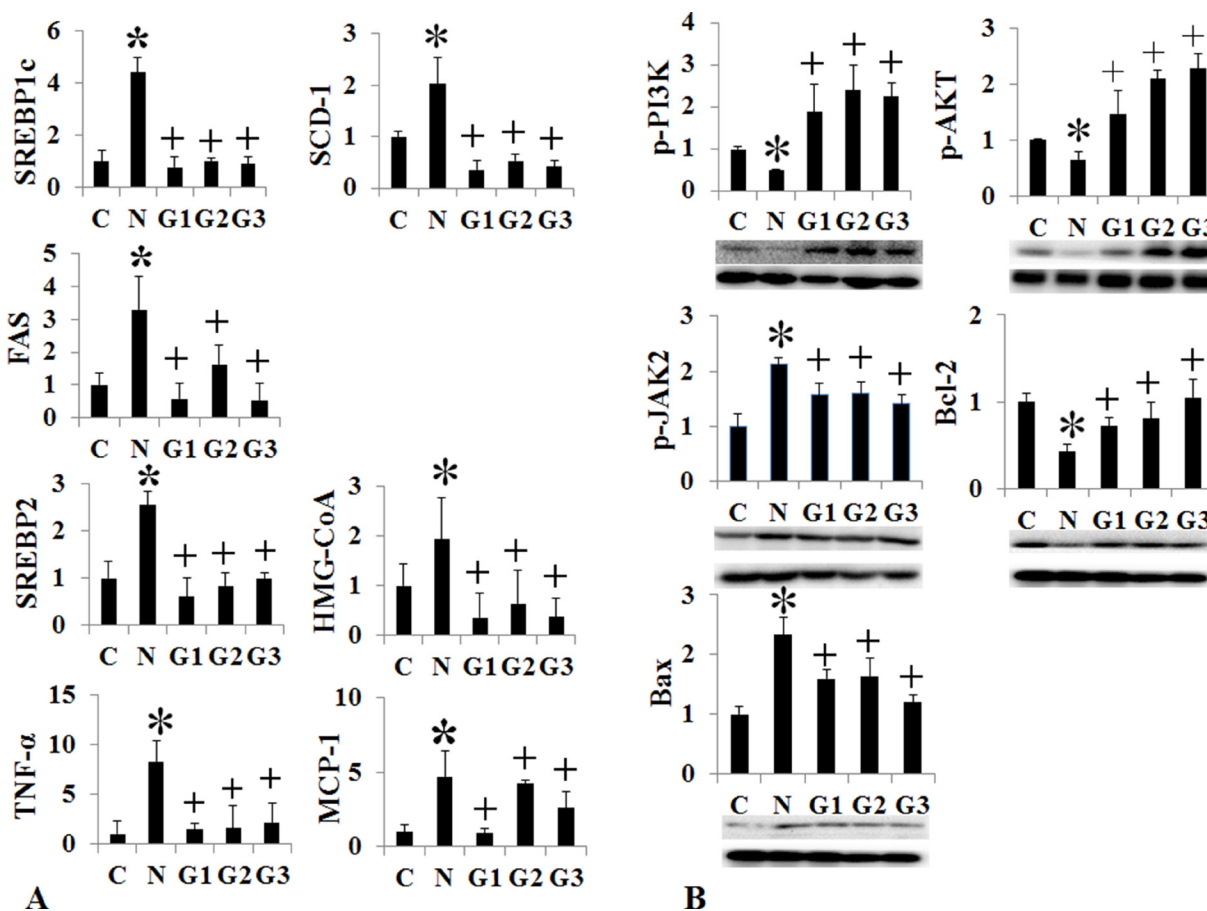 SREBP1c
6
4
2
0
*
+ + +
C N G1 G2 G3
SCD-1
3
2
1
0
*
+ + +
C N G1 G2 G3
FAS
5
4
3
2
1
0
*
+ + +
C N G1 G2 G3
SREBP2
3
2
1
0
*
+ + +
C N G1 G2 G3
HMG-CoA
3
2
1
0
*
+ + +
C N G1 G2 G3
TNF-α
15
10
5
0
*
+ + +
C N G1 G2 G3
MCP-1
10
5
0
*
+ + +
C N G1 G2 G3
A
p-PI3K
4
3
2
1
0
*
+ + +
C N G1 G2 G3
p-AKT
3
2
1
0
*
+ + +
C N G1 G2 G3
p-JAK2
3
2
1
0
*
+ + +
C N G1 G2 G3
Bcl-2
2
1
0
*
+ + +
C N G1 G2 G3
Bax
3
2
1
0
*
+ + +
C N G1 G2 G3
B